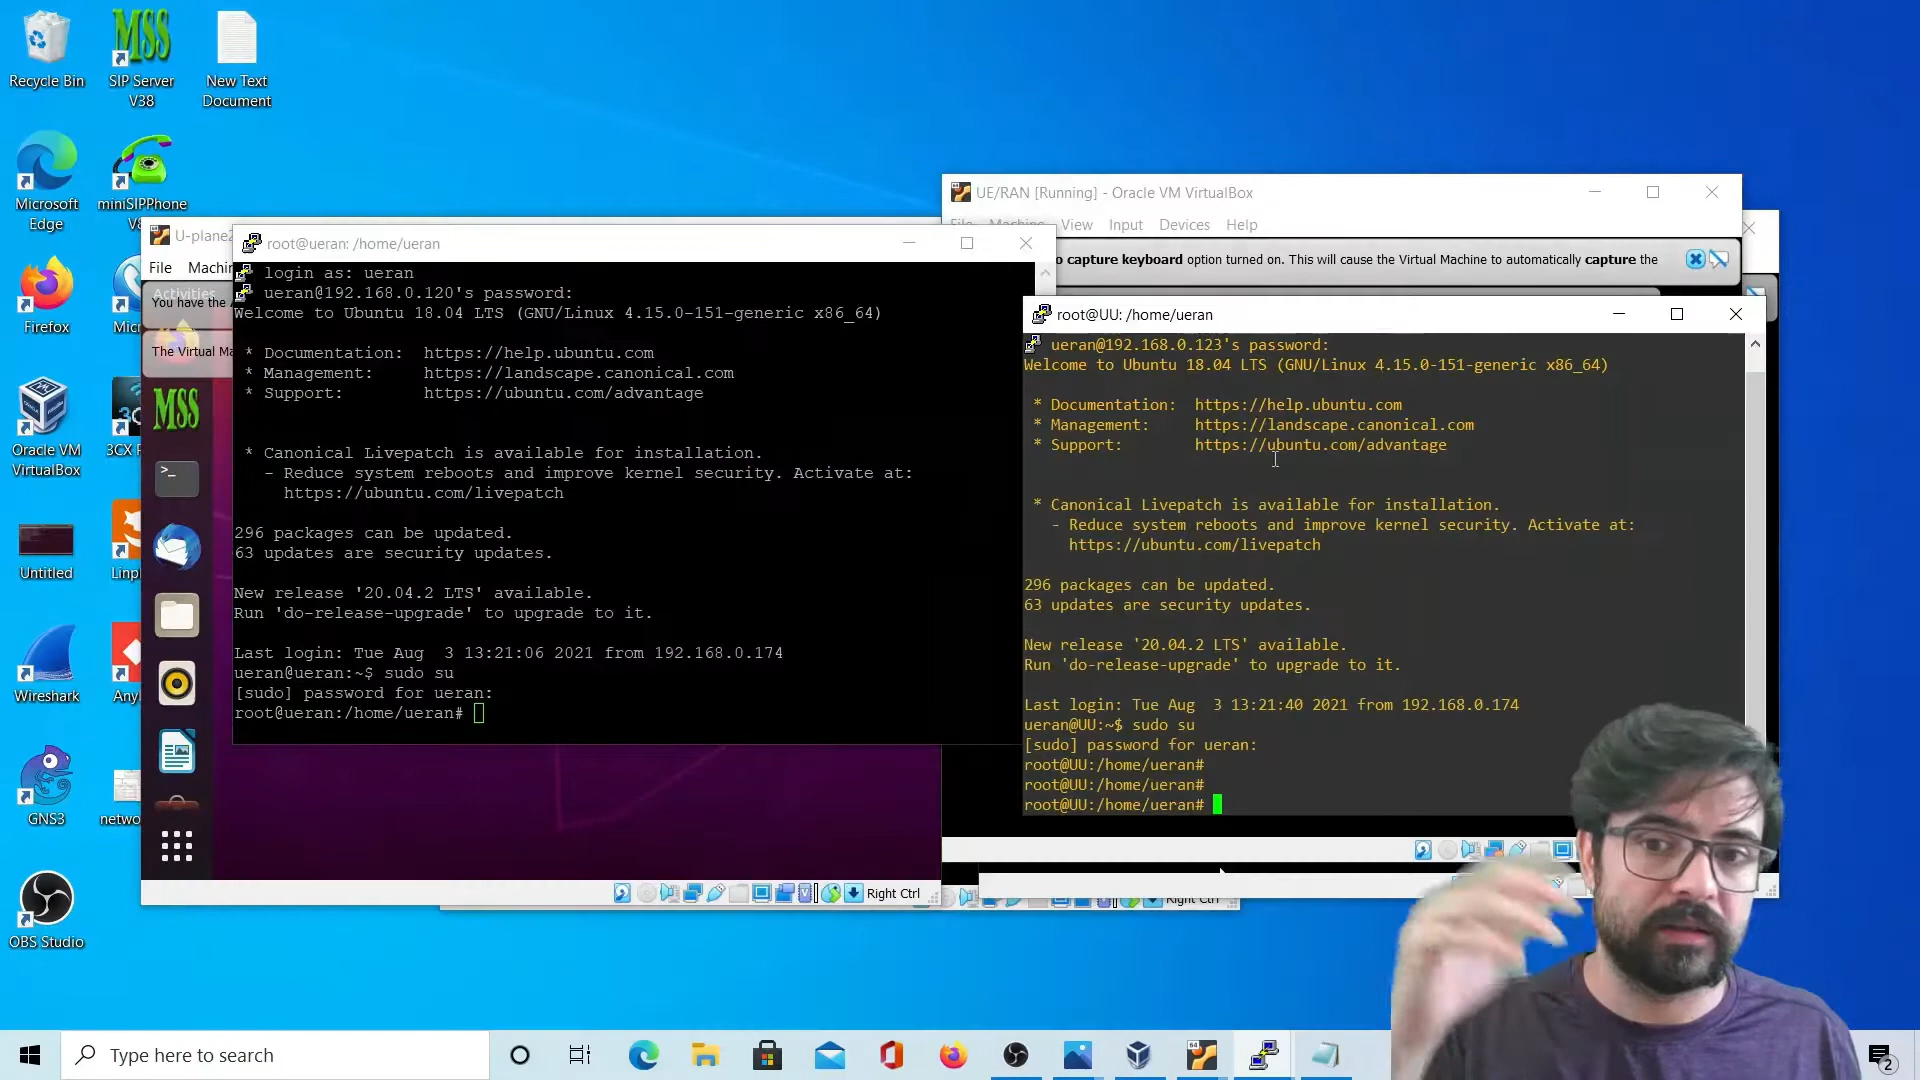 Recycle Bin
MSS
SIP Server
V38
New Text
Document
Microsoft
Edge
miniSIPPhone
Firefox
Oracle VM
VirtualBox
Untitled
Wireshark
GNS3
OBS Studio
U-plane2
File
Machin
Activities
You have the
The Virtual Ma
MSS
Right Ctrl
Right Ctrl
root@ueran: /home/ueran
login as: ueran
ueran@192.168.0.120's password:
Welcome to Ubuntu 18.04 LTS (GNU/Linux 4.15.0-151-generic x86_64)
* Documentation: https://help.ubuntu.com
* Management: https://landscape.canonical.com
* Support: https://ubuntu.com/advantage
* Canonical Livepatch is available for installation.
- Reduce system reboots and improve kernel security. Activate at:
https://ubuntu.com/livepatch
296 packages can be updated.
63 updates are security updates.
New release '20.04.2 LTS' available.
Run 'do-release-upgrade' to upgrade to it.
Last login: Tue Aug  3 13:21:06 2021 from 192.168.0.174
ueran@ueran:~$ sudo su
[sudo] password for ueran:
root@ueran:/home/ueran#
UE/RAN [Running] - Oracle VM VirtualBox
File Machine View Input Devices Help
o capture keyboard option turned on. This will cause the Virtual Machine to automatically capture the
root@UU: /home/ueran
ueran@192.168.0.123's password:
Welcome to Ubuntu 18.04 LTS (GNU/Linux 4.15.0-151-generic x86_64)
* Documentation: https://help.ubuntu.com
* Management: https://landscape.canonical.com
* Support: https://ubuntu.com/advantage
* Canonical Livepatch is available for installation.
- Reduce system reboots and improve kernel security. Activate at:
https://ubuntu.com/livepatch
296 packages can be updated.
63 updates are security updates.
New release '20.04.2 LTS' available.
Run 'do-release-upgrade' to upgrade to it.
Last login: Tue Aug  3 13:21:40 2021 from 192.168.0.174
ueran@UU:~$ sudo su
[sudo] password for ueran:
root@UU:/home/ueran#
root@UU:/home/ueran#
root@UU:/home/ueran#
Type here to search
2